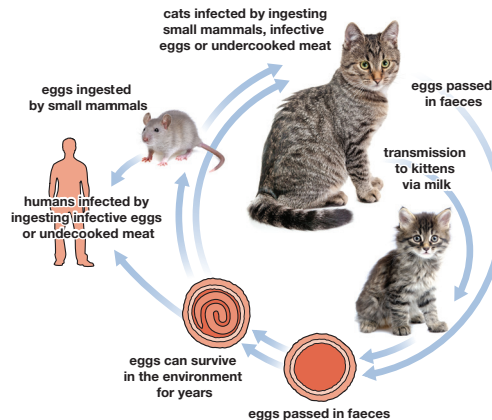 cats infected by ingesting
small mammals, infective
eggs or undercooked meat
eggs ingested
by small mammals
eggs passed
in faeces
transmission
to kittens
via milk
humans infected by
ingesting infective eggs
or undecooked meat
eggs can survive
in the environment
for years
eggs passed in faeces